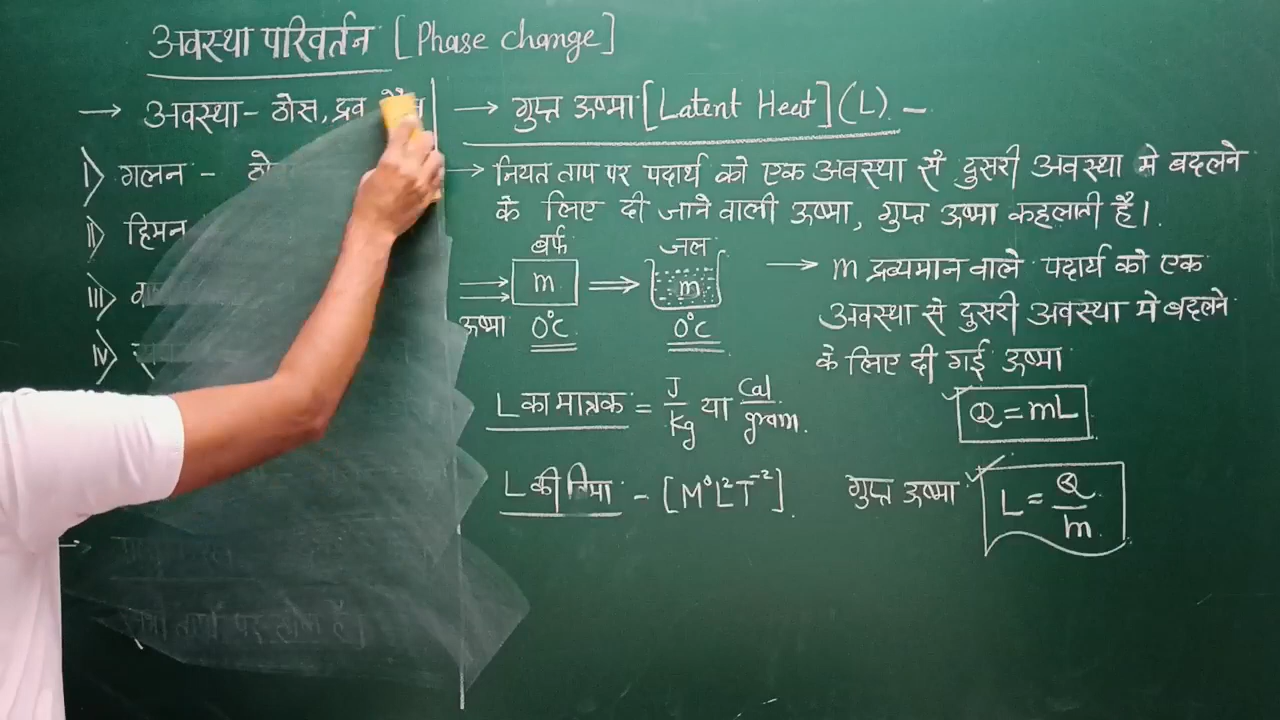 अवस्था परिवर्तन [Phase change]
→ अवस्था - ठोस, द्रव
I) गलन -
II) हिमन
III)
IV)
→ गुप्त ऊष्मा [Latent Heat] (L) -
→ नियत ताप पर पदार्थ को एक अवस्था से दुसरी अवस्था मे बदलने
के लिए दी जाने वाली ऊष्मा, गुप्त ऊष्मा कहलाती है।
बर्फ जल
m ⇒ m
ऊष्मा 0°C 0°C
→ m द्रव्यमान वाले पदार्थ को एक
अवस्था से दुसरी अवस्था मे बदलने
के लिए दी गई ऊष्मा
Q = mL
L का मात्रक = J/Kg या Cal/gram.
L की विमा - [M⁰L²T⁻²]
गुप्त ऊष्मा L = Q/m